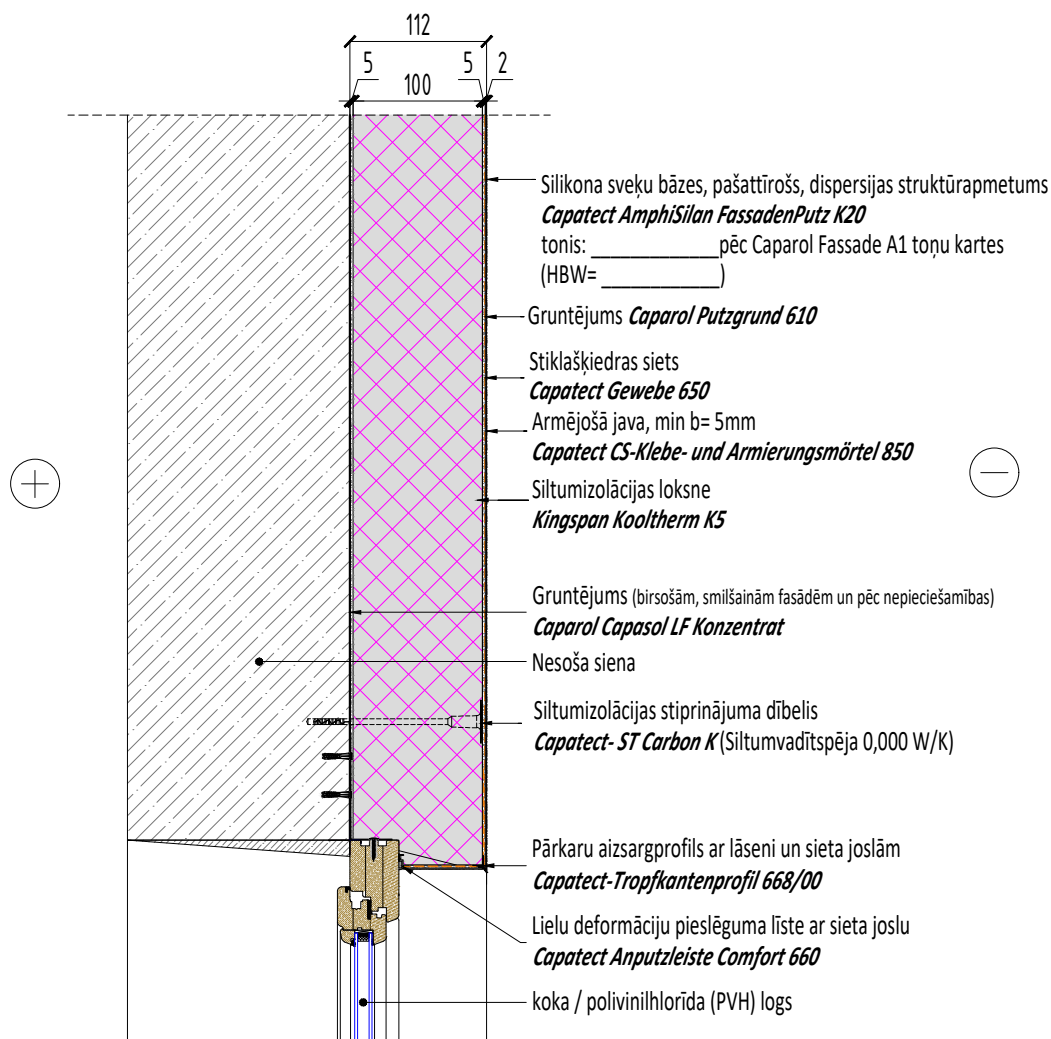 112
5 5 2
100
Silikona sveķu bāzes, pašattīrošs, dispersijas struktūrapmetums
Capatect AmphiSilan FassadenPutz K20
tonis: _____________pēc Caparol Fassade A1 toņu kartes
(HBW= ____________)
Gruntējums Caparol Putzgrund 610
Stiklašķiedras siets
Capatect Gewebe 650
Armējošā java, min b= 5mm
Capatect CS-Klebe- und Armierungsmörtel 850
Siltumizolācijas loksne
Kingspan Kooltherm K5
Gruntējums (birsošām, smilšainām fasādēm un pēc nepieciešamības)
Caparol Capasol LF Konzentrat
Nesoša siena
Siltumizolācijas stiprinājuma dībelis
Capatect- ST Carbon K (Siltumvadītspēja 0,000 W/K)
Pārkaru aizsargprofils ar lāseni un sieta joslām
Capatect-Tropfkantenprofil 668/00
Lielu deformāciju pieslēguma līste ar sieta joslu
Capatect Anputzleiste Comfort 660
koka / polivinilhlorīda (PVH) logs